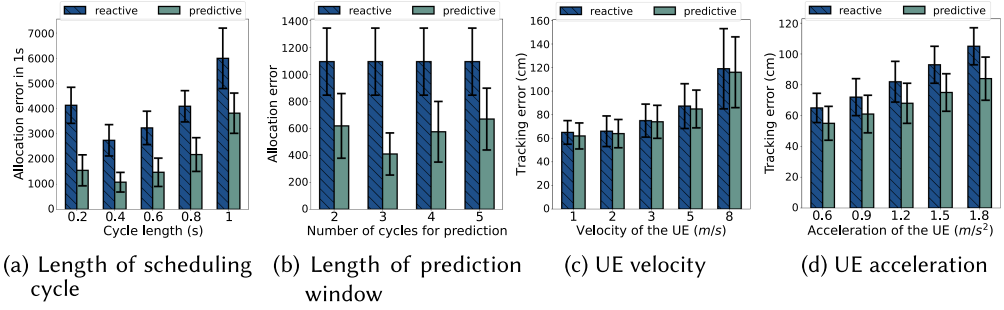 reactive predictive
Allocation error in 1s
7000
6000
5000
4000
3000
2000
1000
0
0.2 0.4 0.6 0.8 1
Cycle length (s)
(a) Length of scheduling
cycle
reactive predictive
Allocation error
1400
1200
1000
800
600
400
200
0
2 3 4 5
Number of cycles for prediction
(b) Length of prediction
window
reactive predictive
Tracking error (cm)
160
140
120
100
80
60
40
20
0
1 2 3 5 8
Velocity of the UE (m/s)
(c) UE velocity
reactive predictive
Tracking error (cm)
120
100
80
60
40
20
0
0.6 0.9 1.2 1.5 1.8
Acceleration of the UE (m/s²)
(d) UE acceleration